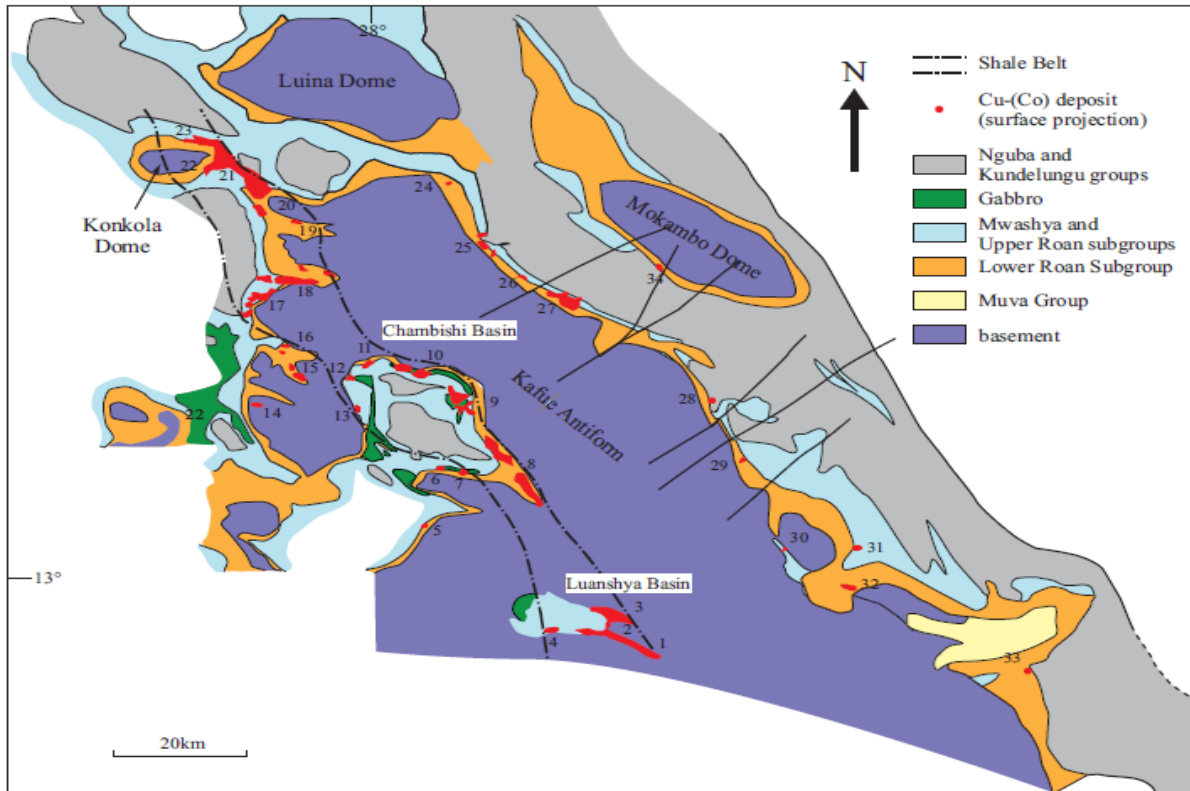 28°
Luina Dome
N
Shale Belt
Cu-(Co) deposit
(surface projection)
Nguba and
Kundelungu groups
Gabbro
Mwashya and
Upper Roan subgroups
Lower Roan Subgroup
Muva Group
basement
23
22
21
24
20
19
Konkola
Dome
Mokambo Dome
25
26
34
27
18
17
Chambishi Basin
16
11
10
12
15
Kafue Antiform
14
13
9
28
22
8
29
6
7
5
30
31
13°
Luanshya Basin
32
3
2
4
1
33
20km